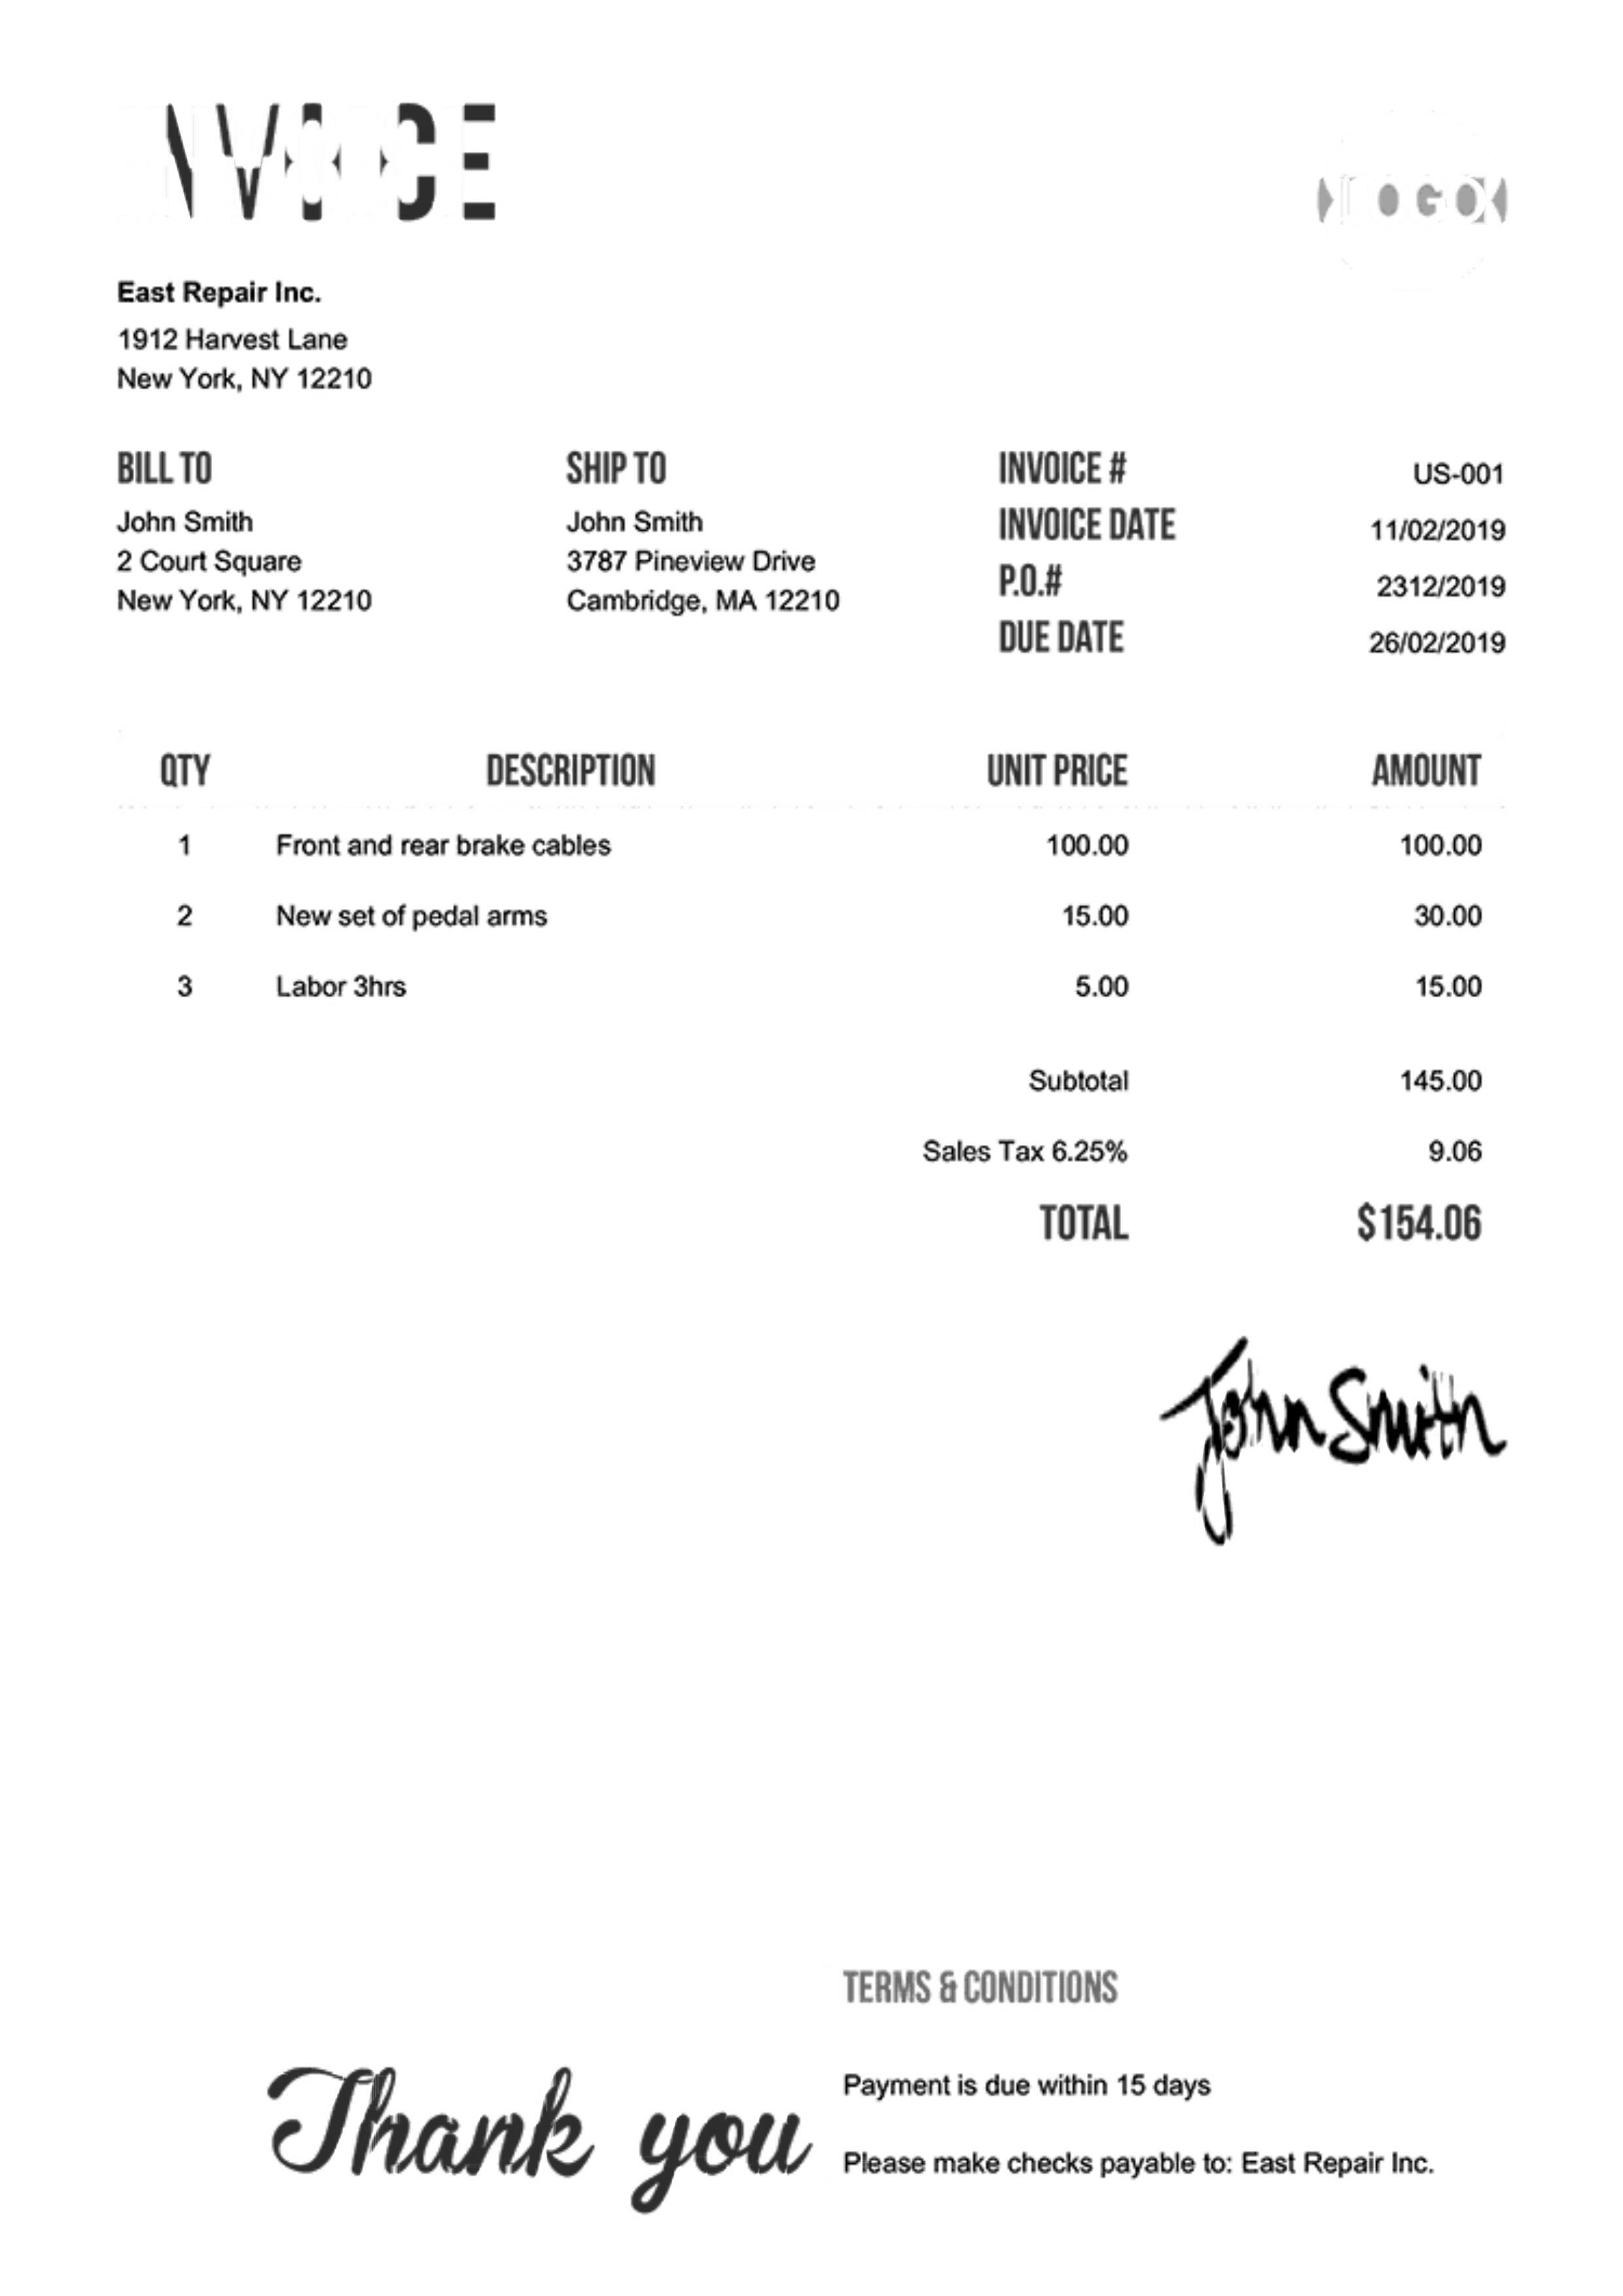 INVOICE
LOGO
East Repair Inc.
1912 Harvest Lane
New York, NY 12210
BILL TO
John Smith
2 Court Square
New York, NY 12210
SHIP TO
John Smith
3787 Pineview Drive
Cambridge, MA 12210
INVOICE # US-001
INVOICE DATE 11/02/2019
P.O.# 2312/2019
DUE DATE 26/02/2019
QTY DESCRIPTION UNIT PRICE AMOUNT
1 Front and rear brake cables 100.00 100.00
2 New set of pedal arms 15.00 30.00
3 Labor 3hrs 5.00 15.00
Subtotal 145.00
Sales Tax 6.25% 9.06
TOTAL $154.06
John Smith
Thank you
TERMS & CONDITIONS
Payment is due within 15 days
Please make checks payable to: East Repair Inc.